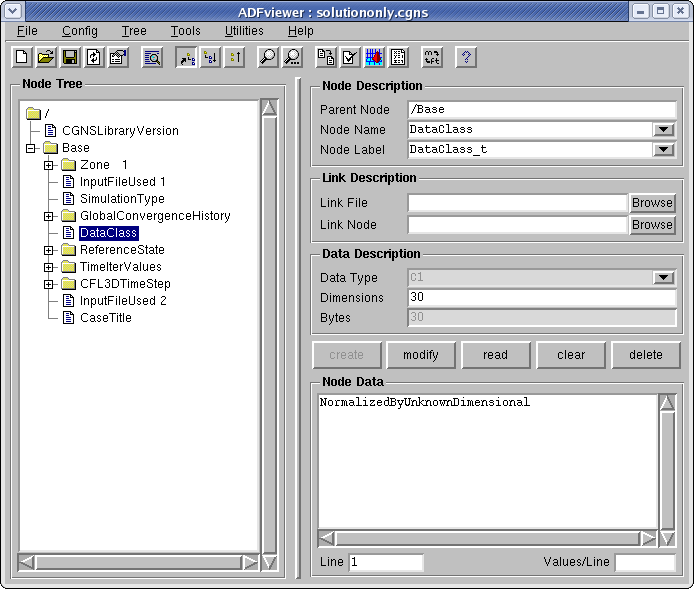 ADFviewer : solutiononly.cgns
File Config Tree Tools Utilities Help
Node Tree
/
CGNSLibraryVersion
Base
Zone 1
InputFileUsed 1
SimulationType
GlobalConvergenceHistory
DataClass
ReferenceState
TimeIterValues
CFL3DTimeStep
InputFileUsed 2
CaseTitle
Node Description
Parent Node /Base
Node Name DataClass
Node Label DataClass_t
Link Description
Link File Browse
Link Node Browse
Data Description
Data Type C1
Dimensions 30
Bytes 30
create modify read clear delete
Node Data
NormalizedByUnknownDimensional
Line 1 Values/Line